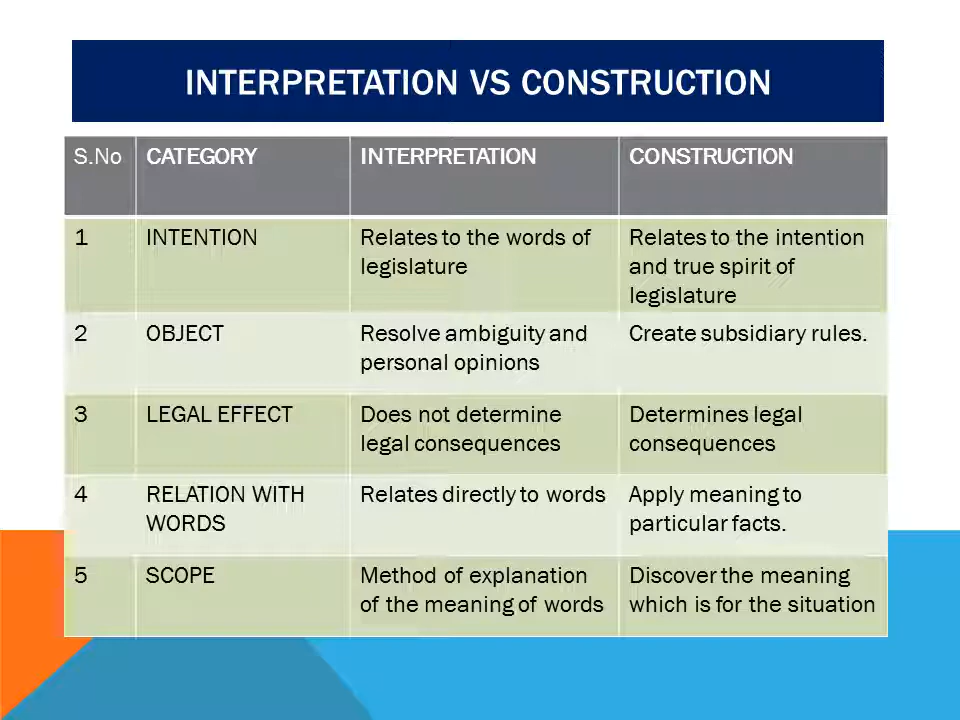 INTERPRETATION VS CONSTRUCTION
S.No CATEGORY INTERPRETATION CONSTRUCTION
1 INTENTION Relates to the words of Relates to the intention
legislature and true spirit of
legislature
2 OBJECT Resolve ambiguity and Create subsidiary rules.
personal opinions
3 LEGAL EFFECT Does not determine Determines legal
legal consequences consequences
4 RELATION WITH Relates directly to words Apply meaning to
WORDS particular facts.
5 SCOPE Method of explanation Discover the meaning
of the meaning of words which is for the situation